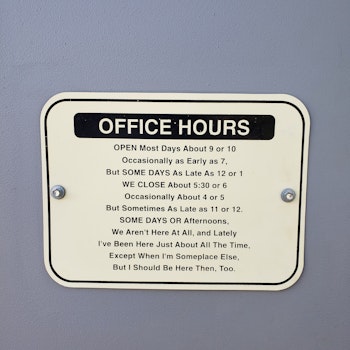 OFFICE HOURS
OPEN Most Days About 9 or 10
Occasionally as Early as 7,
But SOME DAYS As Late As 12 or 1
WE CLOSE About 5:30 or 6
Occasionally About 4 or 5
But Sometimes As Late as 11 or 12.
SOME DAYS OR Afternoons,
We Aren't Here At All, and Lately
I've Been Here Just About All The Time,
Except When I'm Someplace Else,
But I Should Be Here Then, Too.